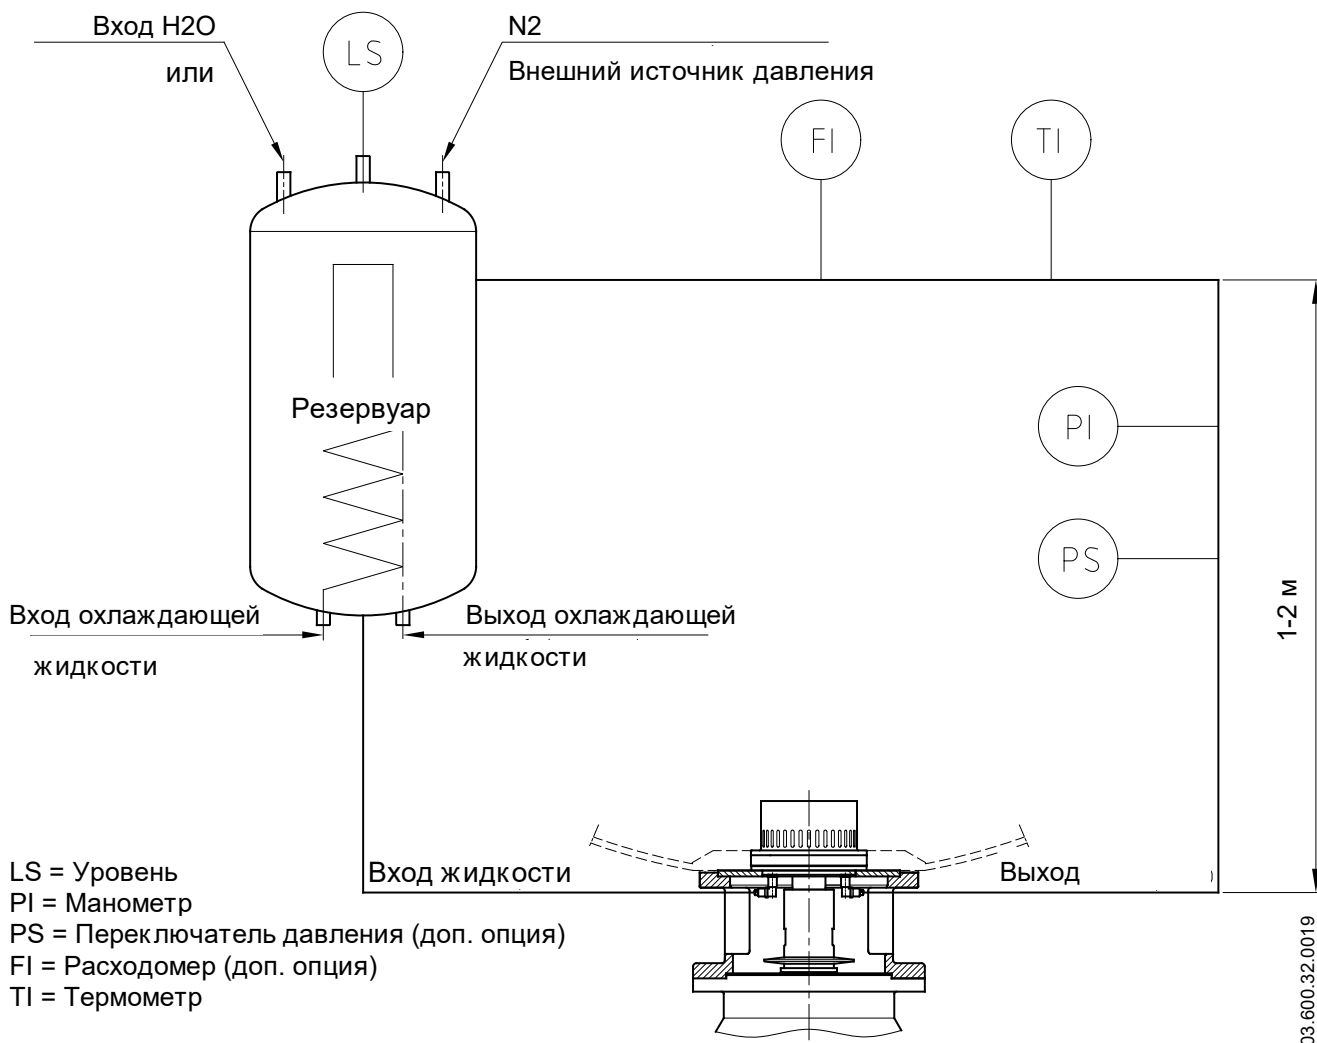 Вход H2O
или
LS
N2
Внешний источник давления
FI
TI
Резервуар
PI
PS
1-2 м
Вход охлаждающей
жидкости
Выход охлаждающей
жидкости
Вход жидкости
Выход
LS = Уровень
PI = Манометр
PS = Переключатель давления (доп. опция)
FI = Расходомер (доп. опция)
TI = Термометр
03.600.32.0019